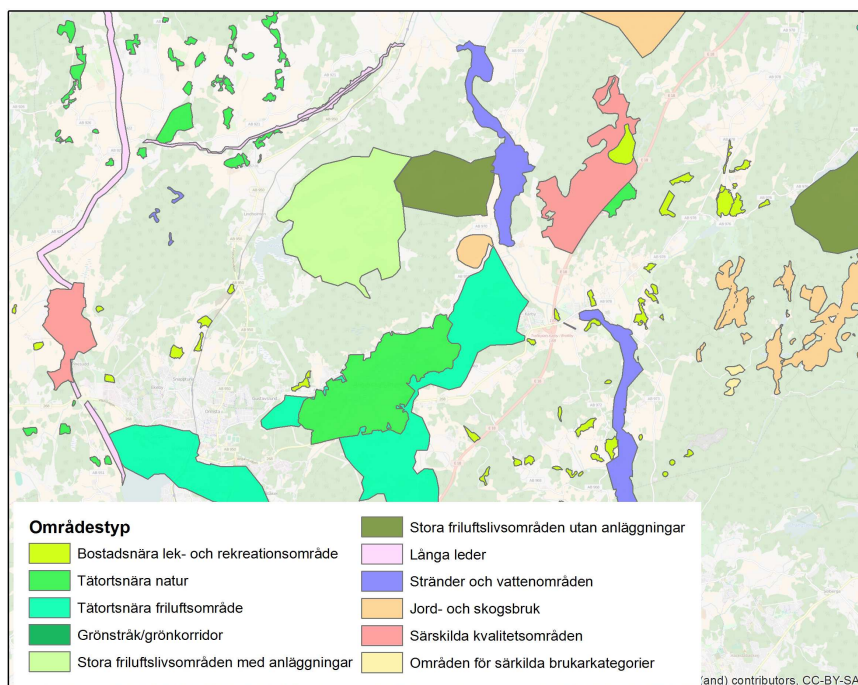 Områdestyp
Bostadsnära lek- och rekreationsområde
Tätortsnära natur
Tätortsnära friluftsområde
Grönstråk/grönkorridor
Stora friluftslivsområden med anläggningar
Stora friluftslivsområden utan anläggningar
Långa leder
Stränder och vattenområden
Jord- och skogsbruk
Särskilda kvalitetsområden
Områden för särkilda brukarkategorier
(and) contributors, CC-BY-SA